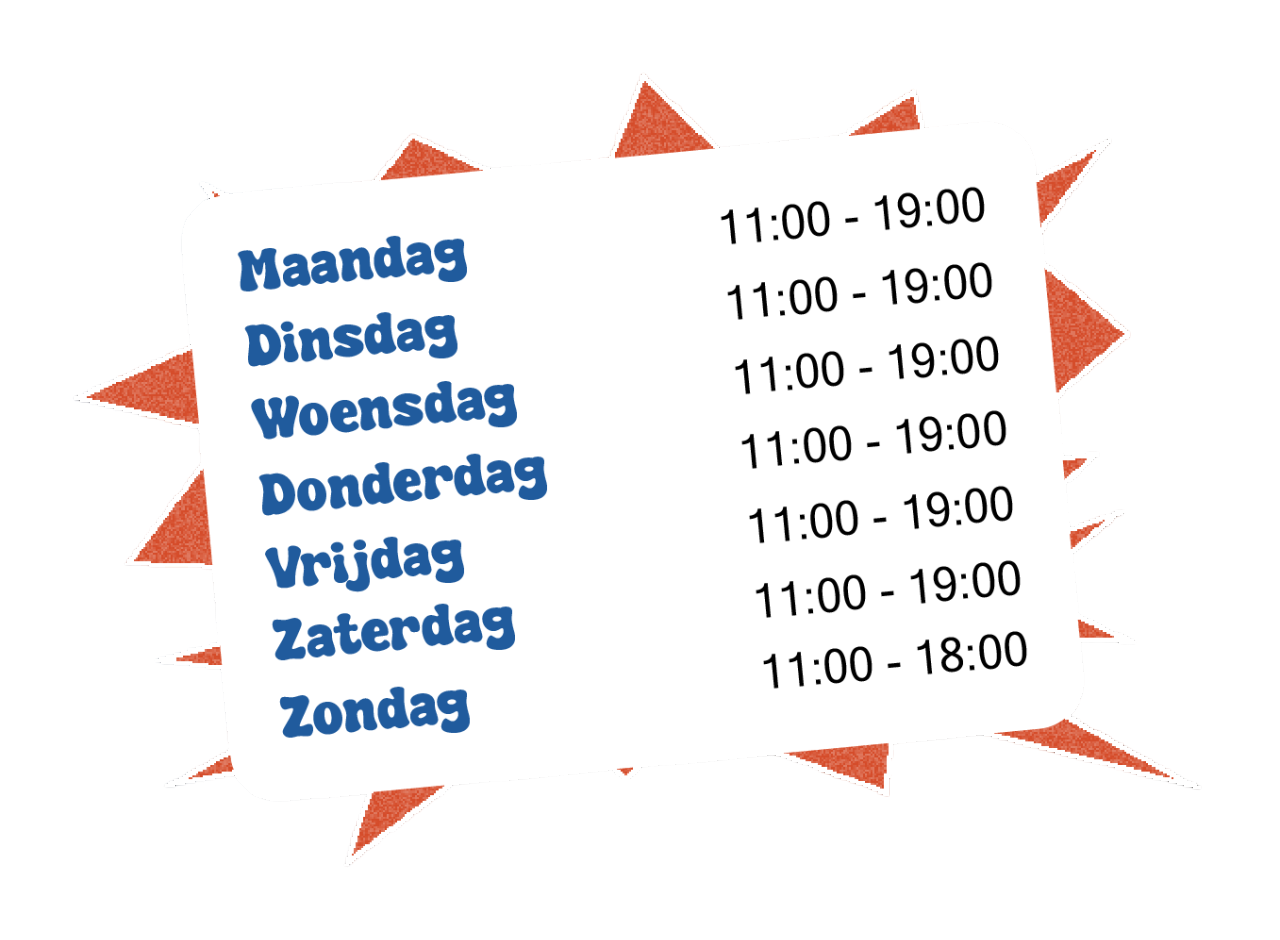 Maandag 11:00 - 19:00
Dinsdag 11:00 - 19:00
Woensdag 11:00 - 19:00
Donderdag 11:00 - 19:00
Vrijdag 11:00 - 19:00
Zaterdag 11:00 - 19:00
Zondag 11:00 - 18:00